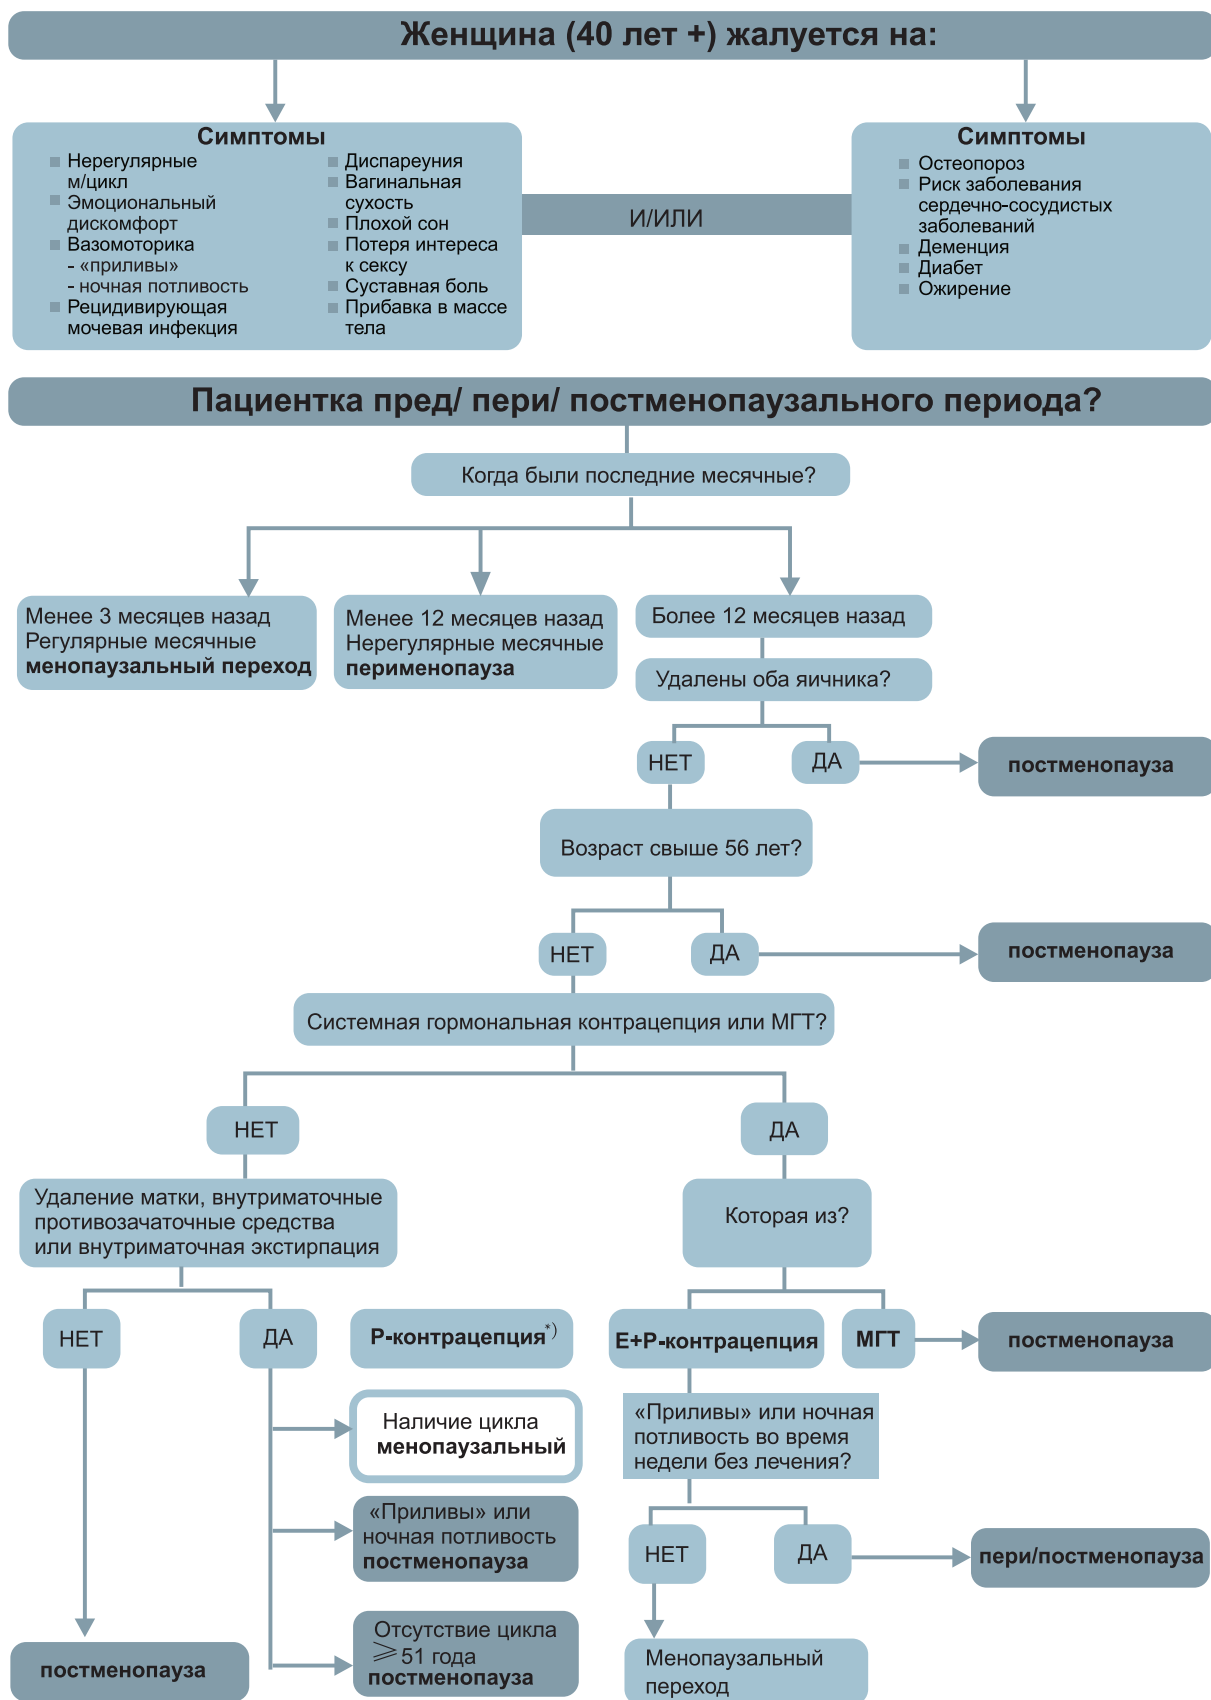 Женщина (40 лет +) жалуется на:
Симптомы
Нерегулярные
м/цикл
Эмоциональный
дискомфорт
Вазомоторика
- «приливы»
- ночная потливость
Рецидивирующая
мочевая инфекция
Диспареуния
Вагинальная
сухость
Плохой сон
Потеря интереса
к сексу
Суставная боль
Прибавка в массе
тела
И/ИЛИ
Симптомы
Остеопороз
Риск заболевания
сердечно-сосудистых
заболеваний
Деменция
Диабет
Ожирение
Пациентка пред/ пери/ постменопаузального периода?
Когда были последние месячные?
Менее 3 месяцев назад
Регулярные месячные
менопаузальный переход
Менее 12 месяцев назад
Нерегулярные месячные
перименопауза
Более 12 месяцев назад
Удалены оба яичника?
НЕТ
ДА
постменопауза
Возраст свыше 56 лет?
НЕТ
ДА
постменопауза
Системная гормональная контрацепция или МГТ?
НЕТ
ДА
Удаление матки, внутриматочные
противозачаточные средства
или внутриматочная экстирпация
Которая из?
НЕТ
ДА
Р-контрацепция*)
Е+Р-контрацепция
МГТ
постменопауза
Наличие цикла
менопаузальный
«Приливы» или ночная
потливость во время
недели без лечения?
«Приливы» или
ночная потливость
постменопауза
НЕТ
ДА
пери/постменопауза
постменопауза
Отсутствие цикла
⩾ 51 года
постменопауза
Менопаузальный
переход